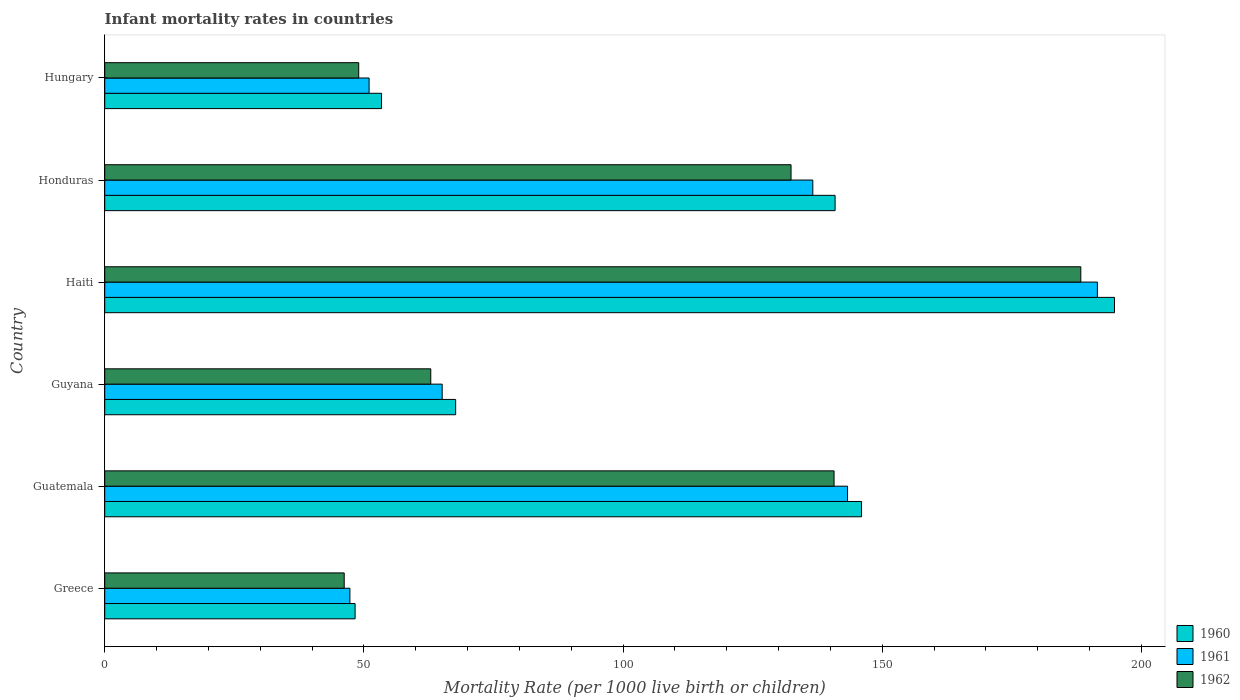 Infant mortality rates in countries
Hungary
Honduras
Haiti
Guyana
Guatemala
Greece
Country
0
50
100
150
200
Mortality Rate (per 1000 live birth or children)
1960
1961
1962